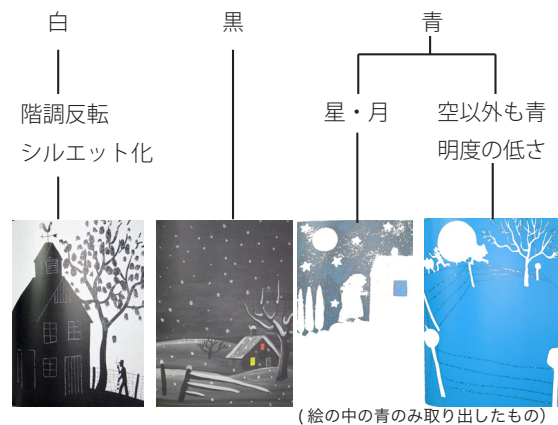 白
黒
青
階調反転
シルエット化
星・月
空以外も青
明度の低さ
(絵の中の青のみ取り出したもの)